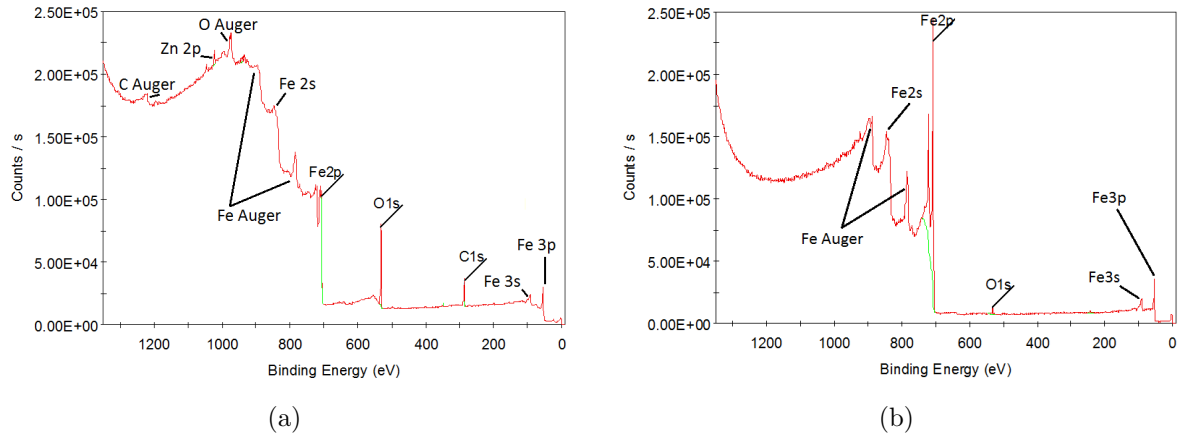 2.50E+05
2.00E+05
1.50E+05
1.00E+05
5.00E+04
0.00E+00
Counts / s
O Auger
Zn 2p
C Auger
Fe 2s
Fe2p
Fe Auger
O1s
C1s
Fe 3p
Fe 3s
1200 1000 800 600 400 200 0
Binding Energy (eV)
(a)
2.50E+05
2.00E+05
1.50E+05
1.00E+05
5.00E+04
0.00E+00
Counts / s
Fe2p
Fe2s
Fe Auger
O1s
Fe3p
Fe3s
1200 1000 800 600 400 200 0
Binding Energy (eV)
(b)